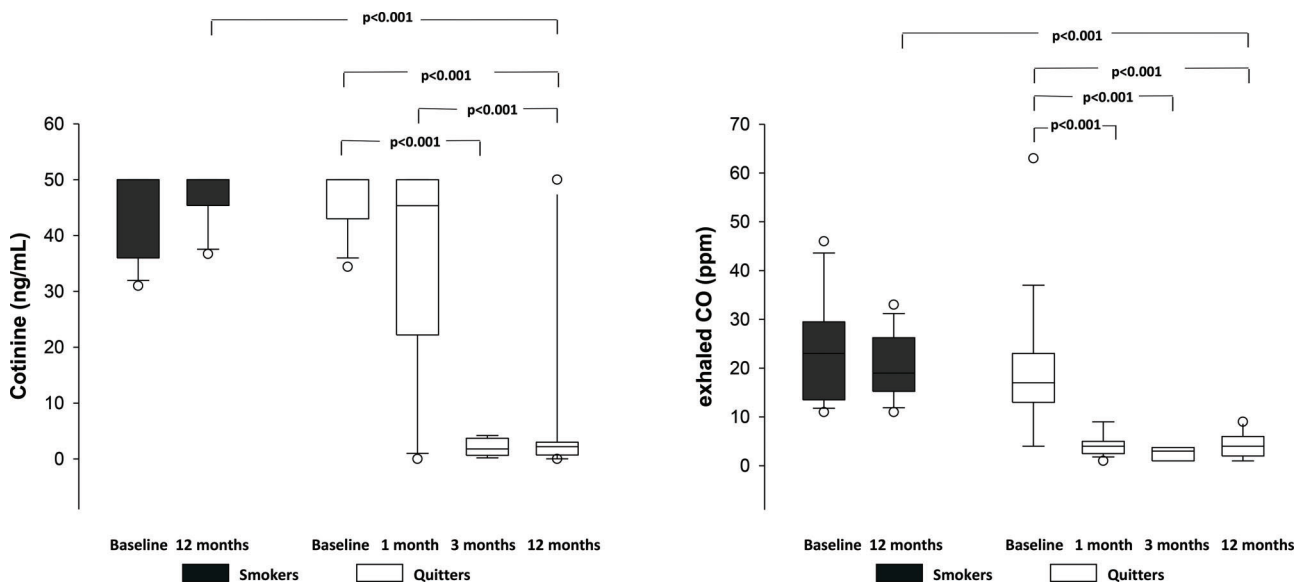 p<0.001
p<0.001
p<0.001
p<0.001
60
50
40
30
20
10
0
Cotinine (ng/mL)
Baseline 12 months Baseline 1 month 3 months 12 months
Smokers Quitters
p<0.001
p<0.001
p<0.001
p<0.001
70
60
50
40
30
20
10
0
exhaled CO (ppm)
Baseline 12 months Baseline 1 month 3 months 12 months
Smokers Quitters